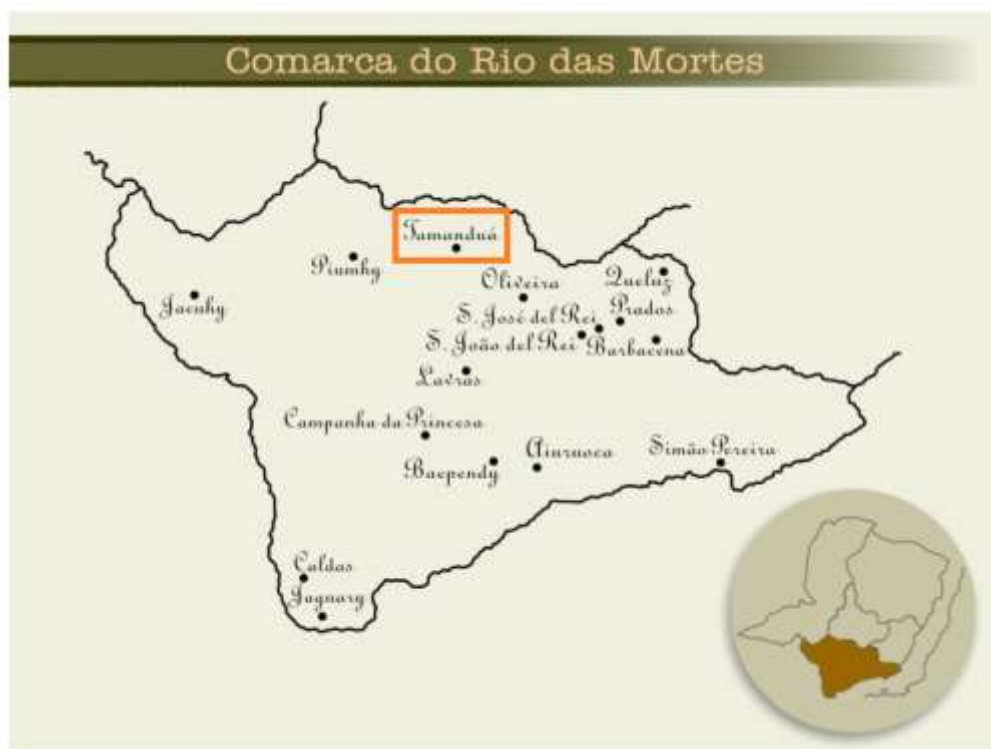 Comarca do Rio das Mortes
Tamanduá
Piumhy
Oliveira
Queluz
Jacuhy
Prados
S. José del Rei
S. João del Rei
Barbacena
Lavras
Campanha da Princesa
Baependy
Aiuruoca
Simão Pereira
Caldas
Jaguary